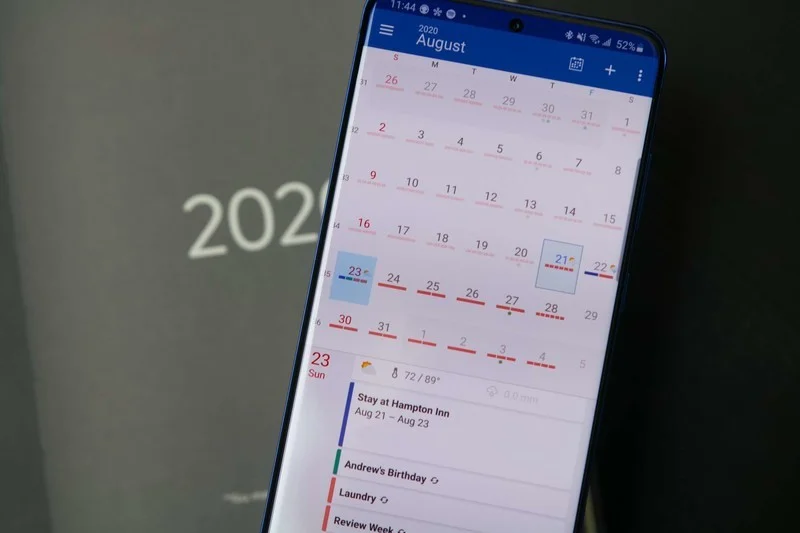 11:44
52%
2020
August
S M T W T F S
31 26 27 28 29 30 31 1
32 2 3 4 5 6 7 8
33 9 10 11 12 13 14 15
34 16 17 18 19 20 21 22
35 23 24 25 26 27 28 29
36 30 31 1 2 3 4 5
202
23
Sun
72 / 89°
0.0 mm
Stay at Hampton Inn
Aug 21 – Aug 23
Andrew's Birthday
Laundry
Review Week